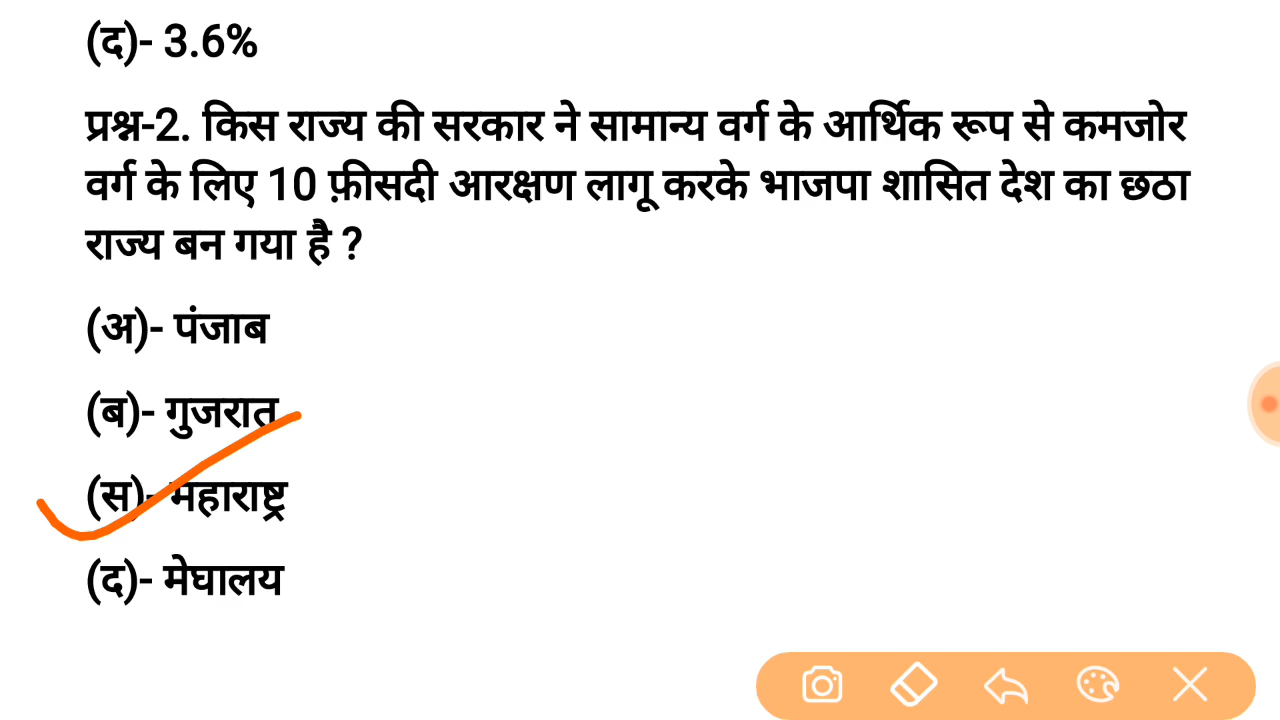 (द)- 3.6%
प्रश्न-2. किस राज्य की सरकार ने सामान्य वर्ग के आर्थिक रूप से कमजोर
वर्ग के लिए 10 फ़ीसदी आरक्षण लागू करके भाजपा शासित देश का छठा
राज्य बन गया है ?
(अ)- पंजाब
(ब)- गुजरात
(स)- महाराष्ट्र
(द)- मेघालय